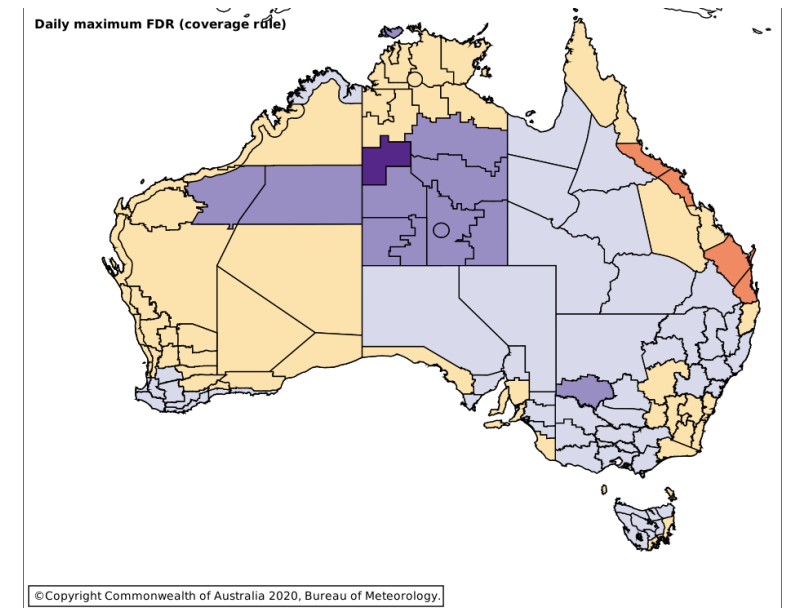 Daily maximum FDR (coverage rule)
©Copyright Commonwealth of Australia 2020, Bureau of Meteorology.